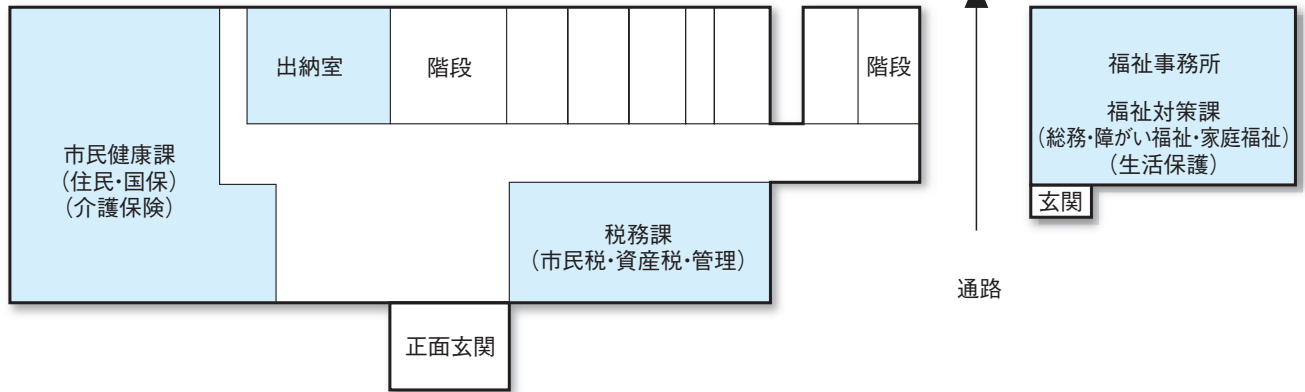 出納室
階段
階段
市民健康課
(住民・国保)
(介護保険)
税務課
(市民税・資産税・管理)
正面玄関
通路
福祉事務所
福祉対策課
(総務・障がい福祉・家庭福祉)
(生活保護)
玄関